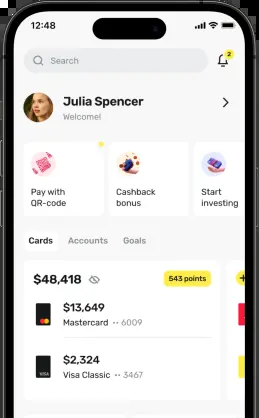 12:48
Search
2
Julia Spencer
Welcome!
Pay with
QR-code
Cashback
bonus
Start
investing
Cards
Accounts
Goals
$48,418
543 points
$13,649
Mastercard •• 6009
$2,324
VISA
Visa Classic •• 3467